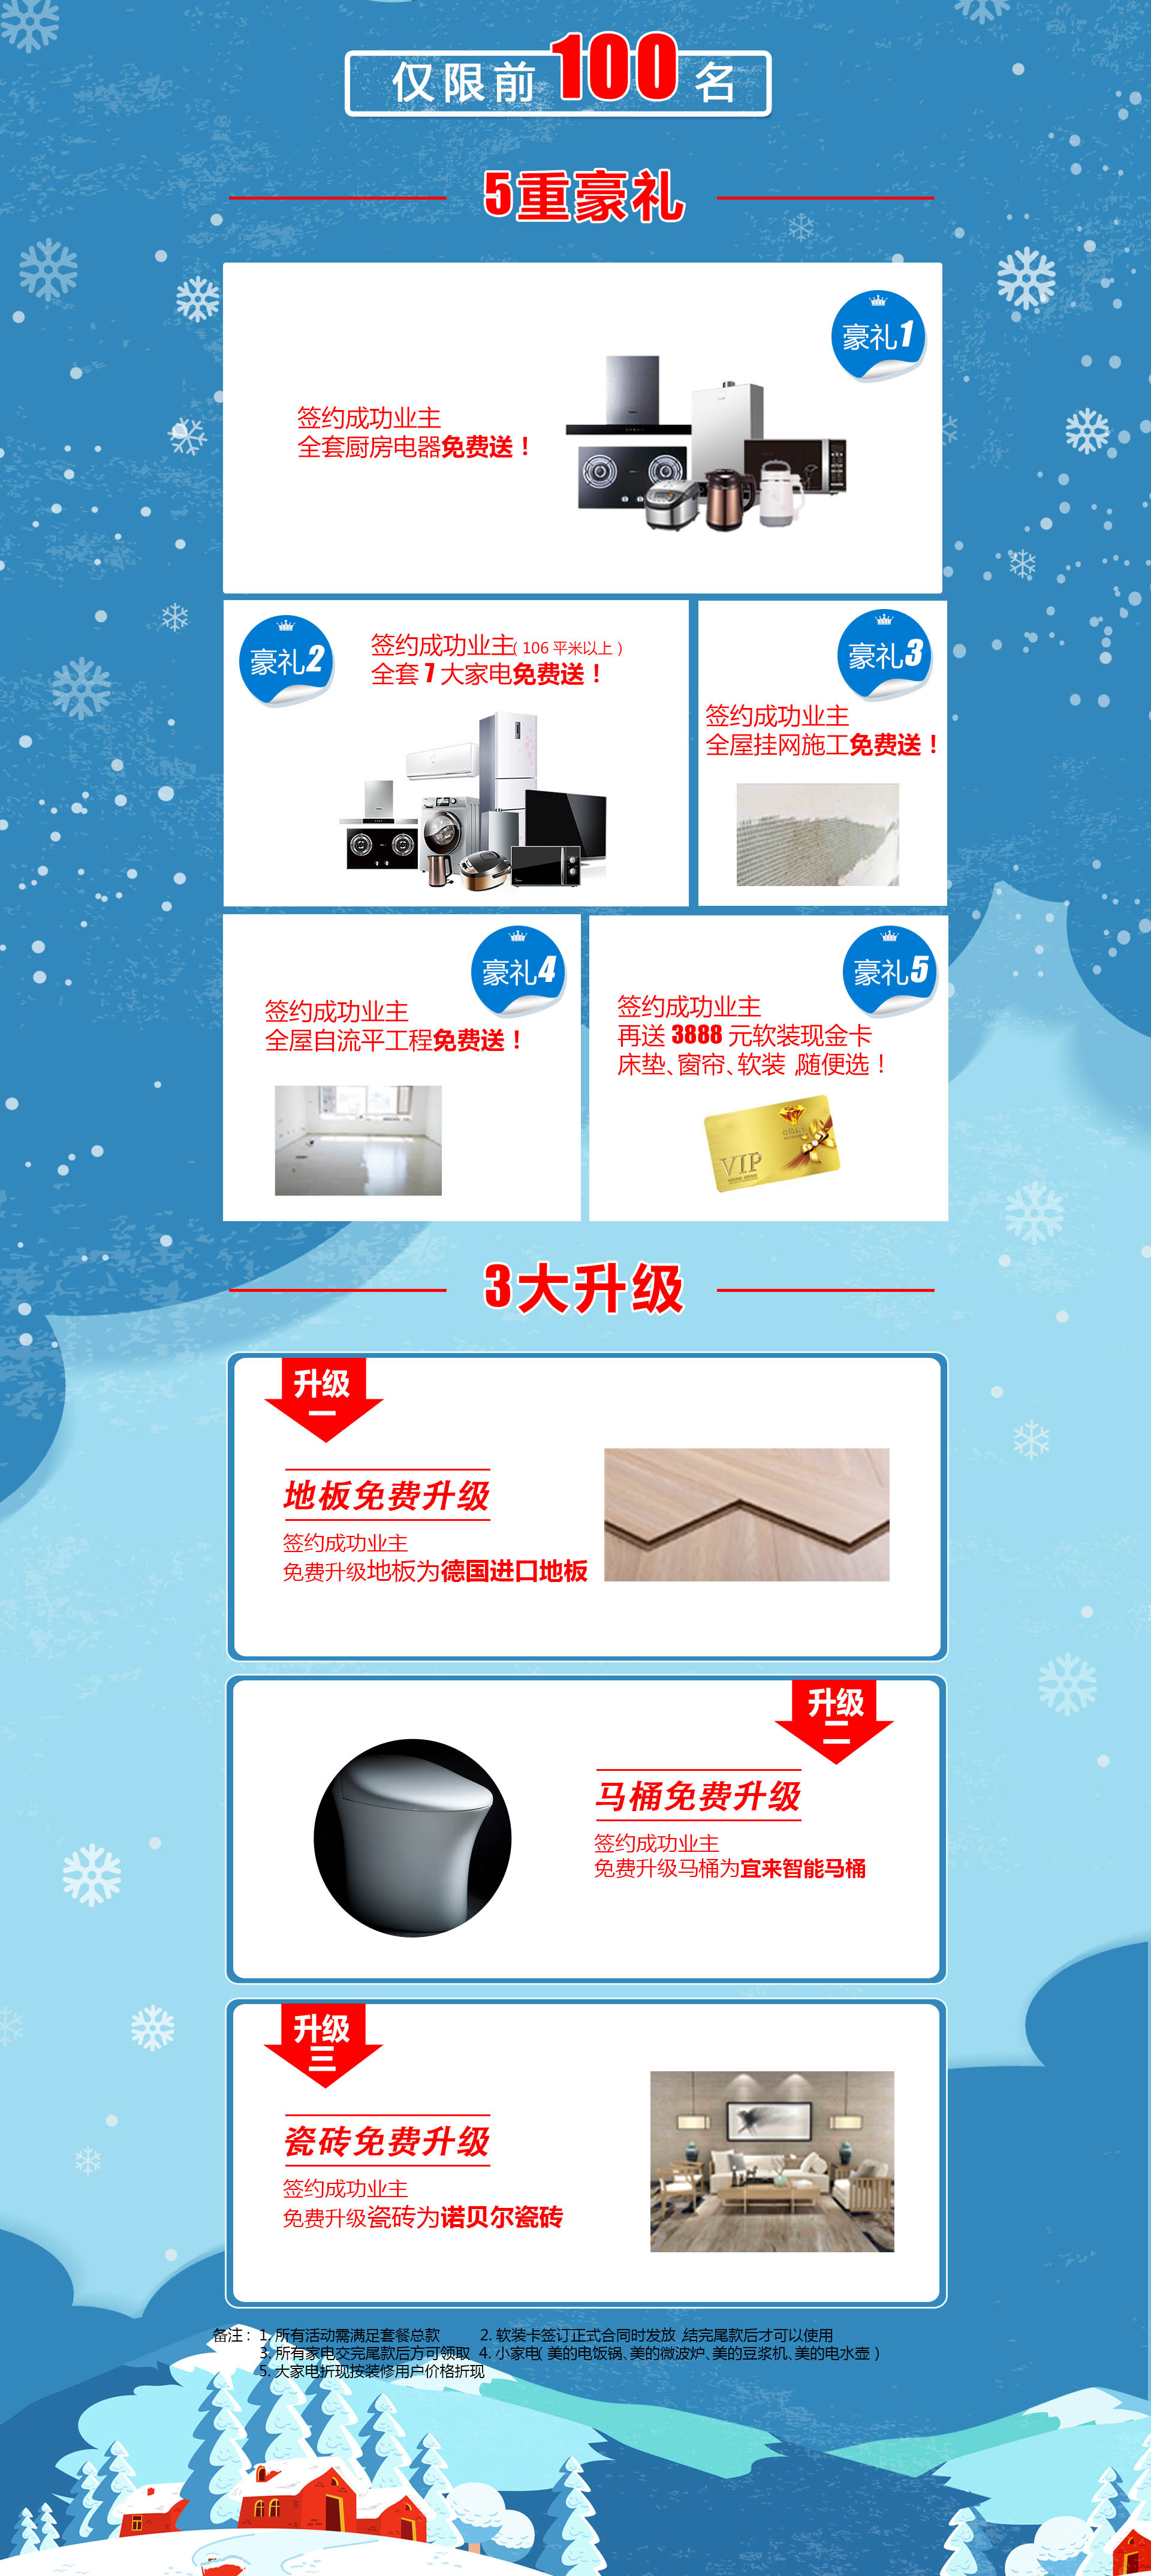 仅限前100名
5重豪礼
豪礼1
签约成功业主
全套厨房电器免费送！
豪礼2
签约成功业主(106平米以上)
全套7大家电免费送！
豪礼3
签约成功业主
全屋挂网施工免费送！
豪礼4
签约成功业主
全屋自流平工程免费送！
豪礼5
签约成功业主
再送3888元软装现金卡
床垫、窗帘、软装,随便选！
VIP
3大升级
升级
一
地板免费升级
签约成功业主
免费升级地板为德国进口地板
升级
二
马桶免费升级
签约成功业主
免费升级马桶为宜来智能马桶
升级
三
瓷砖免费升级
签约成功业主
免费升级瓷砖为诺贝尔瓷砖
备注：1. 所有活动需满足套餐总款 2. 软装卡签订正式合同时发放,结完尾款后才可以使用
3. 所有家电交完尾款后方可领取 4. 小家电(美的电饭锅、美的微波炉、美的豆浆机、美的电水壶)
5. 大家电折现按装修用户价格折现